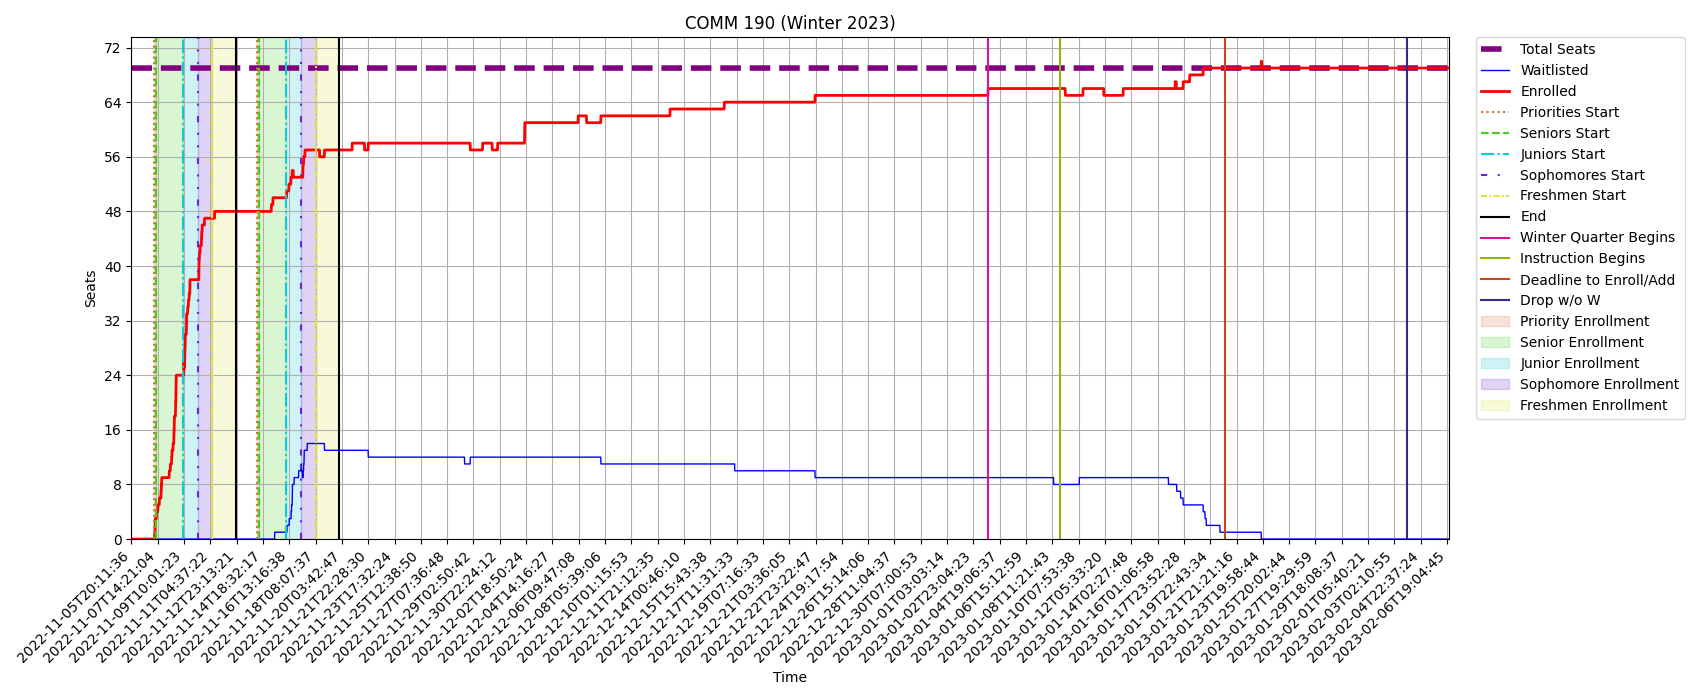 COMM 190 (Winter 2023)
72
64
56
48
40
32
24
16
8
0
Seats
2022-11-05T20:11:36
2022-11-07T14:21:04
2022-11-09T10:01:23
2022-11-11T04:37:22
2022-11-12T23:13:21
2022-11-14T18:32:17
2022-11-16T13:16:38
2022-11-18T08:07:37
2022-11-20T03:42:47
2022-11-21T22:28:30
2022-11-23T17:32:24
2022-11-25T12:38:50
2022-11-27T07:36:48
2022-11-29T02:50:42
2022-11-30T22:24:12
2022-12-02T18:50:24
2022-12-04T14:16:27
2022-12-06T09:47:08
2022-12-08T05:39:06
2022-12-10T01:15:53
2022-12-11T21:12:35
2022-12-14T00:46:10
2022-12-15T15:43:38
2022-12-17T11:31:33
2022-12-19T07:16:33
2022-12-21T03:36:05
2022-12-22T23:22:47
2022-12-24T19:17:54
2022-12-26T15:14:06
2022-12-28T11:04:37
2022-12-30T07:00:53
2023-01-01T03:03:14
2023-01-02T23:04:23
2023-01-04T19:06:37
2023-01-06T15:12:59
2023-01-08T11:21:43
2023-01-10T07:53:38
2023-01-12T05:33:20
2023-01-14T02:27:48
2023-01-16T01:06:58
2023-01-17T23:52:28
2023-01-19T22:43:34
2023-01-21T21:21:16
2023-01-23T19:58:44
2023-01-25T20:02:44
2023-01-27T19:29:59
2023-01-29T18:08:37
2023-02-01T05:40:21
2023-02-03T02:10:55
2023-02-04T22:37:24
2023-02-06T19:04:45
Time
Total Seats
Waitlisted
Enrolled
Priorities Start
Seniors Start
Juniors Start
Sophomores Start
Freshmen Start
End
Winter Quarter Begins
Instruction Begins
Deadline to Enroll/Add
Drop w/o W
Priority Enrollment
Senior Enrollment
Junior Enrollment
Sophomore Enrollment
Freshmen Enrollment